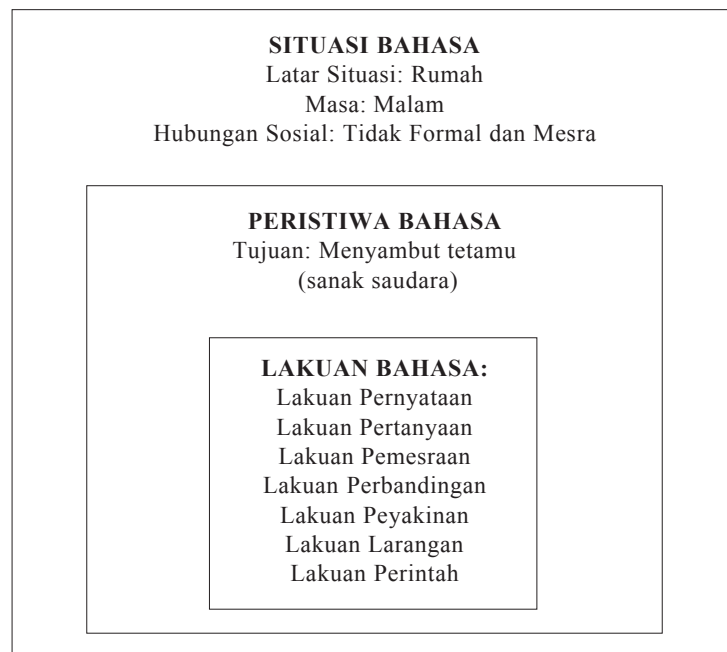 SITUASI BAHASA
Latar Situasi: Rumah
Masa: Malam
Hubungan Sosial: Tidak Formal dan Mesra
PERISTIWA BAHASA
Tujuan: Menyambut tetamu
(sanak saudara)
LAKUAN BAHASA:
Lakuan Pernyataan
Lakuan Pertanyaan
Lakuan Pemesraan
Lakuan Perbandingan
Lakuan Peyakinan
Lakuan Larangan
Lakuan Perintah